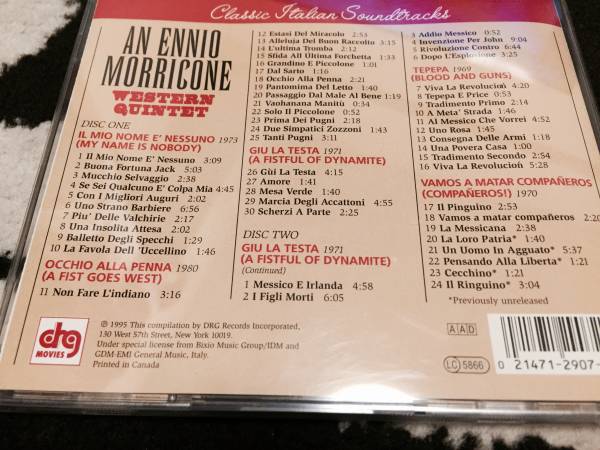 Classic Italian Soundtracks
AN ENNIO
MORRICONE
WESTERN
QUINTET
DISC ONE
IL MIO NOME E' NESSUNO 1973
(MY NAME IS NOBODY)
1 Il Mio Nome E' Nessuno 3:09
2 Buona Fortuna Jack 5:03
3 Mucchio Selvaggio 2:38
4 Se Sei Qualcuno E' Colpa Mia 4:45
5 Con I Migliori Auguri 2:02
6 Uno Strano Barbiere 6:56
7 Piu' Delle Valchirie 2:17
8 Una Insolita Attesa 2:02
9 Balletto Degli Specchi 1:29
10 La Favola Dell 'Uccellino 1:46
OCCHIO ALLA PENNA 1980
(A FIST GOES WEST)
11 Non Fare L'indiano 3:16
12 Estasi Del Miracolo 2:53
13 Alleluja Del Buon Raccolto 3:15
14 L'ultima Tromba 2:12
15 Sfida All Ultima Forchetta 1:33
16 Grandino E Piccolone 1:01
17 Dal Sarto 1:16
18 Occhio Alla Penna 2:21
19 Pantomima Del Letto 1:40
20 Passaggio Dal Male Al Bene 1:19
21 Vaohanana Manitù 0:34
22 Solo Il Piccolone 0:52
23 Prima Dei Pugni 2:18
24 Due Simpatici Zozzoni 1:43
25 Tanti Pugni 3:11
GIU LA TESTA 1971
(A FISTFUL OF DYNAMITE)
26 Gùi La Testa 4:15
27 Amore 1:41
28 Mesa Verde 1:40
29 Marcia Degli Accattoni 4:55
30 Scherzi A Parte 2:25
DISC TWO
GIU LA TESTA 1971
(A FISTFUL OF DYNAMITE)
(Continued)
1 Messico E Irlanda 4:58
2 I Figli Morti 6:05
3 Addio Messico 0:52
4 Invenzione Per John 9:04
5 Rivoluzione Contro 6:44
6 Dopo L'Esplosione 3:25
TEPEPA 1969
(BLOOD AND GUNS)
7 Viva La Revolucion 4:20
8 Tepepa E Price 0:53
9 Tradimento Primo 2:14
10 A Meta' Strada 1:46
11 Al Messico Che Vorrei 4:15
12 Uno Rosa 1:45
13 Consegna Delle Armi 1:18
14 Una Povera Casa 1:00
15 Tradimento Secondo 2:54
16 Viva La Revolucion 5:28
VAMOS A MATAR COMPAÑEROS
(COMPAÑEROS!) 1970
17 Il Pinguino 2:53
18 Vamos a matar compañeros 2:20
19 La Messicana 2:38
20 La Loro Patria* 1:31
21 Un Uomo In Agguato* 5:37
22 Pensando Alla Liberta* 1:21
23 Cecchino* 1:21
24 Il Ringuino* 3:04
*Previously unreleased
drg
MOVIES
℗ 1995 This compilation by DRG Records Incorporated,
130 West 57th Street, New York 10019.
Under special license from Bixio Music Group/IDM and
GDM-EMI General Music, Italy.
Printed in Canada
AAD
LC 5866
0 21471-2907-